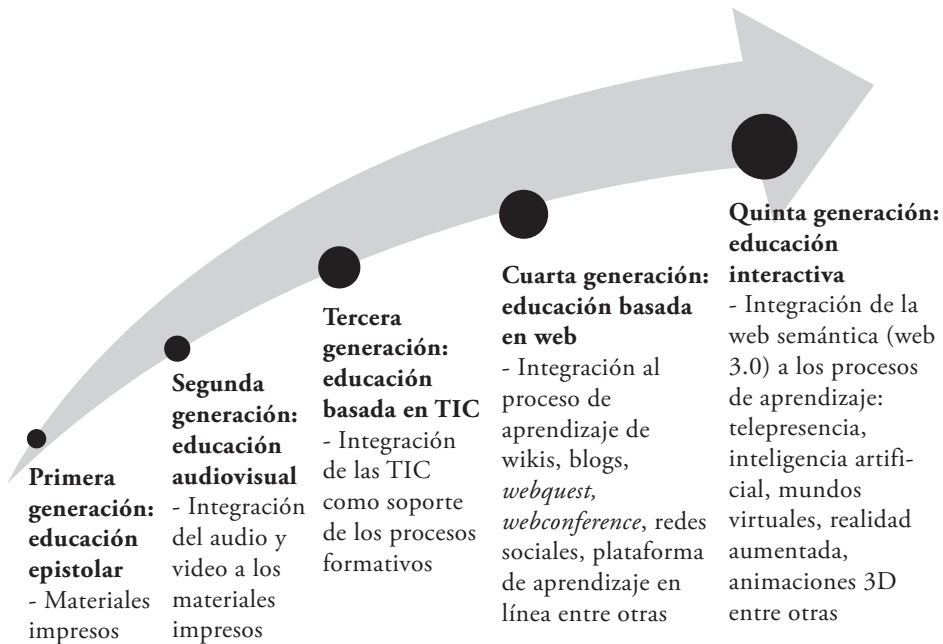 Primera
generación:
educación
epistolar
- Materiales
impresos
Segunda
generación:
educación
audiovisual
- Integración
del audio y
video a los
materiales
impresos
Tercera
generación:
educación
basada en TIC
- Integración
de las TIC
como soporte
de los procesos
formativos
Cuarta generación:
educación basada
en web
- Integración al
proceso de
aprendizaje de
wikis, blogs,
webquest,
webconference, redes
sociales, plataforma
de aprendizaje en
línea entre otras
Quinta generación:
educación
interactiva
- Integración de la
web semántica (web
3.0) a los procesos
de aprendizaje:
telepresencia,
inteligencia artifi-
cial, mundos
virtuales, realidad
aumentada,
animaciones 3D
entre otras